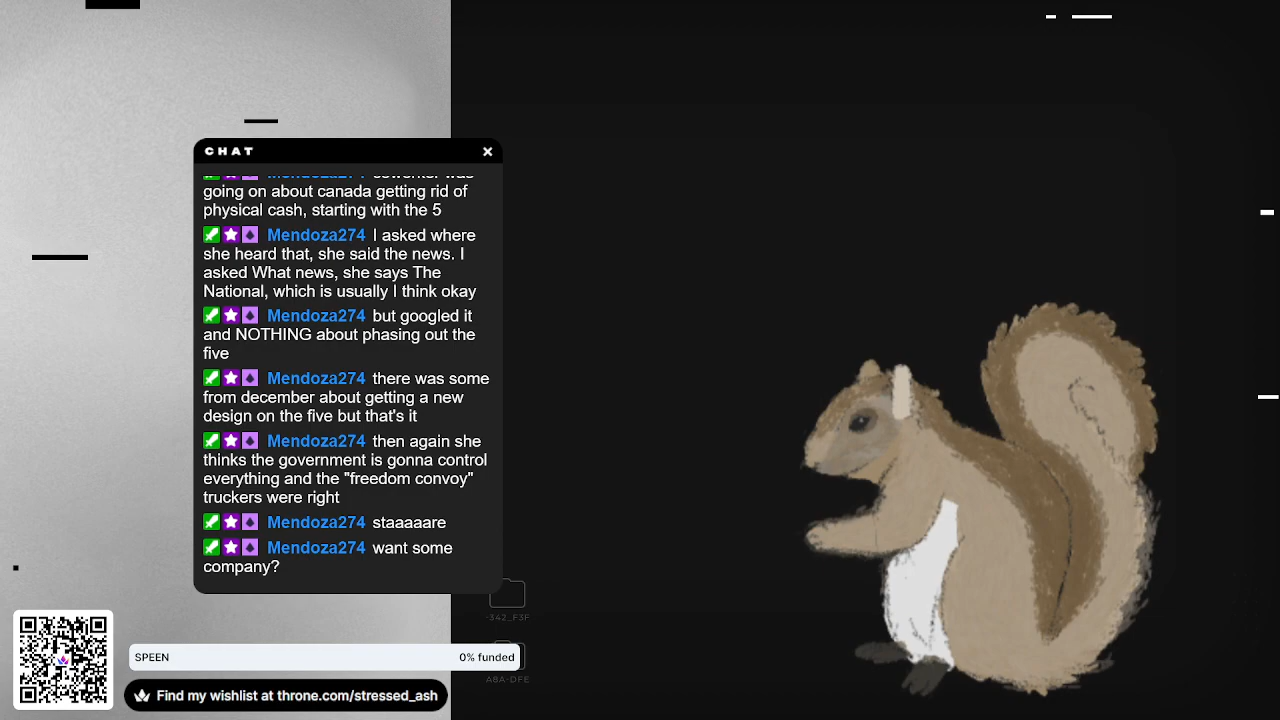 CHAT
going on about canada getting rid of
physical cash, starting with the 5
Mendoza274 I asked where
she heard that, she said the news. I
asked What news, she says The
National, which is usually I think okay
Mendoza274 but googled it
and NOTHING about phasing out the
five
Mendoza274 there was some
from december about getting a new
design on the five but that's it
Mendoza274 then again she
thinks the government is gonna control
everything and the "freedom convoy"
truckers were right
Mendoza274 staaaaare
Mendoza274 want some
company?
-342_F3F
SPEEN 0% funded
A8A-DFE
Find my wishlist at throne.com/stressed_ash